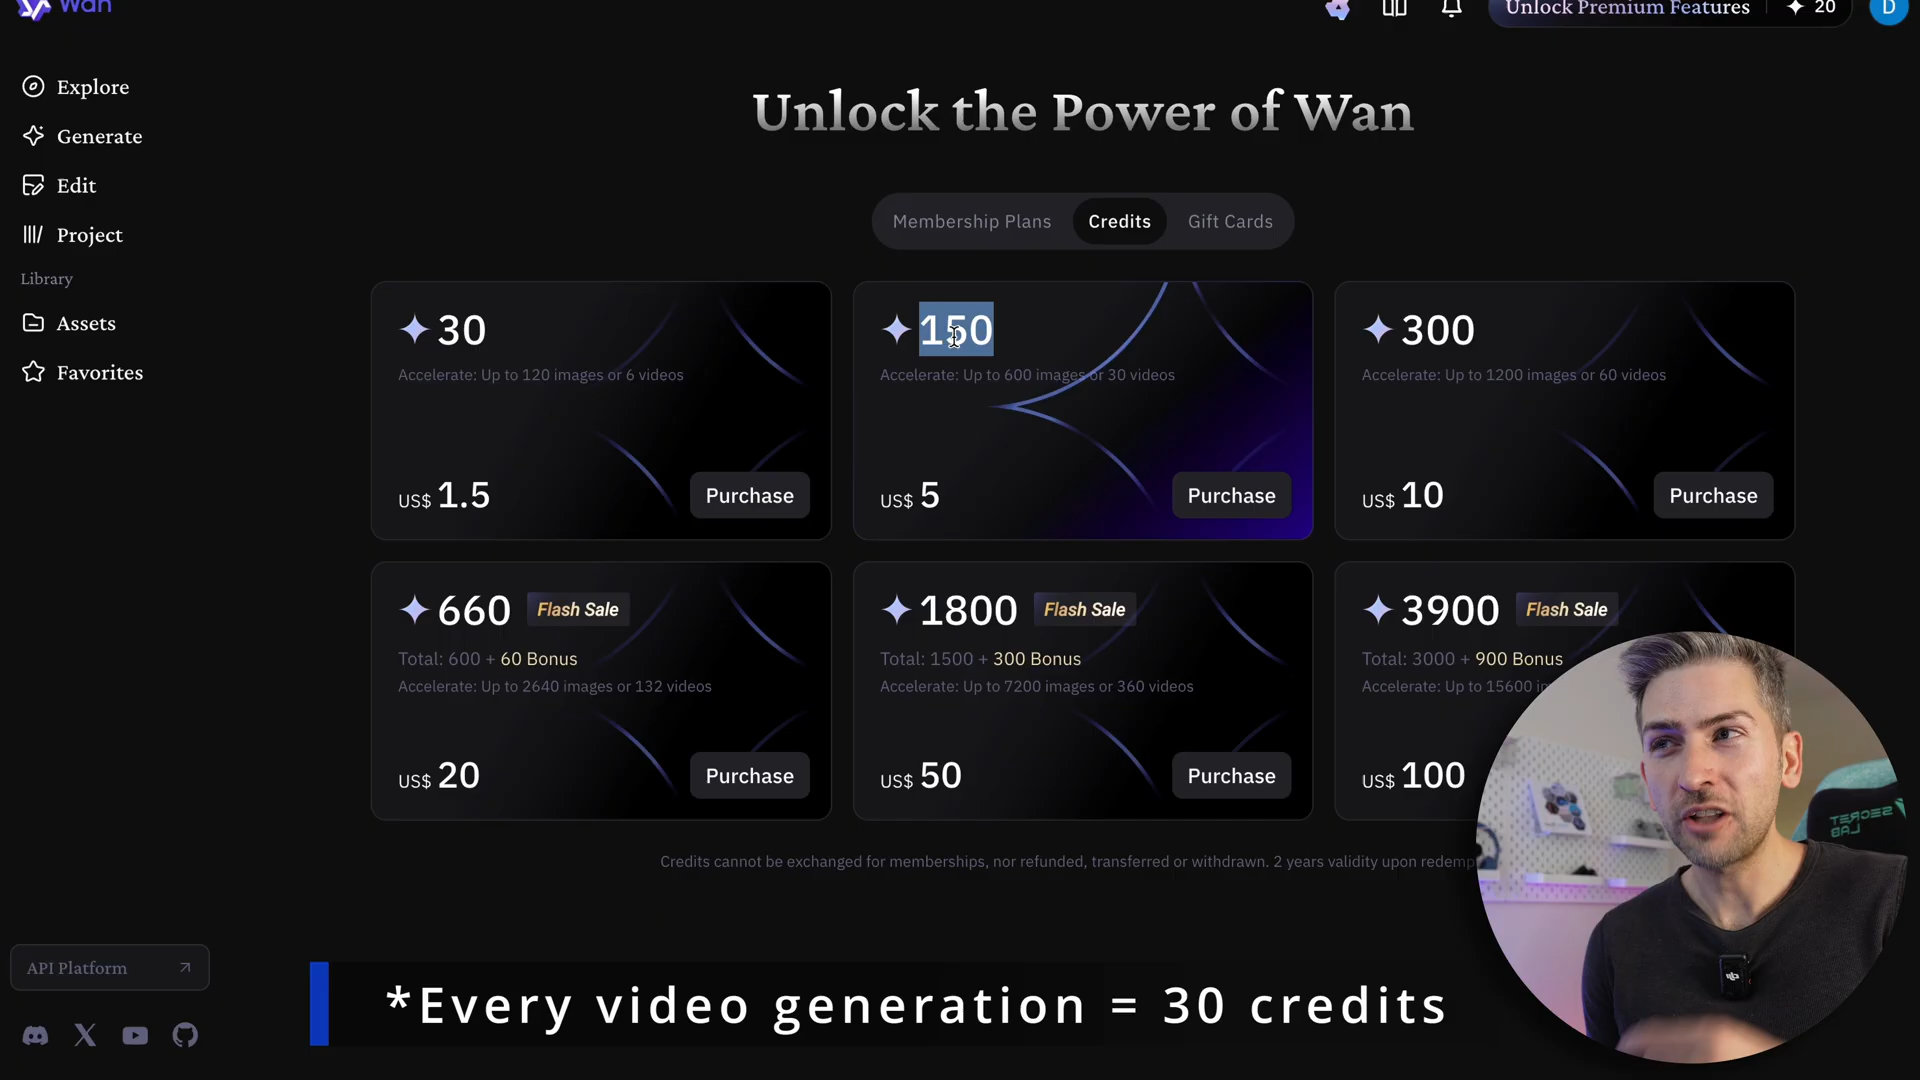 Wan
Unlock Premium Features
20
D
Explore
Generate
Edit
Project
Library
Assets
Favorites
Unlock the Power of Wan
Membership Plans
Credits
Gift Cards
30
Accelerate: Up to 120 images or 6 videos
US$ 1.5
Purchase
150
Accelerate: Up to 600 images or 30 videos
US$ 5
Purchase
300
Accelerate: Up to 1200 images or 60 videos
US$ 10
Purchase
660
Flash Sale
Total: 600 + 60 Bonus
Accelerate: Up to 2640 images or 132 videos
US$ 20
Purchase
1800
Flash Sale
Total: 1500 + 300 Bonus
Accelerate: Up to 7200 images or 360 videos
US$ 50
Purchase
3900
Flash Sale
Total: 3000 + 900 Bonus
Accelerate: Up to 15600
US$ 100
SECRET
LAB
dji
Credits cannot be exchanged for memberships, nor refunded, transferred or withdrawn. 2 years validity upon
API Platform
*Every video generation = 30 credits